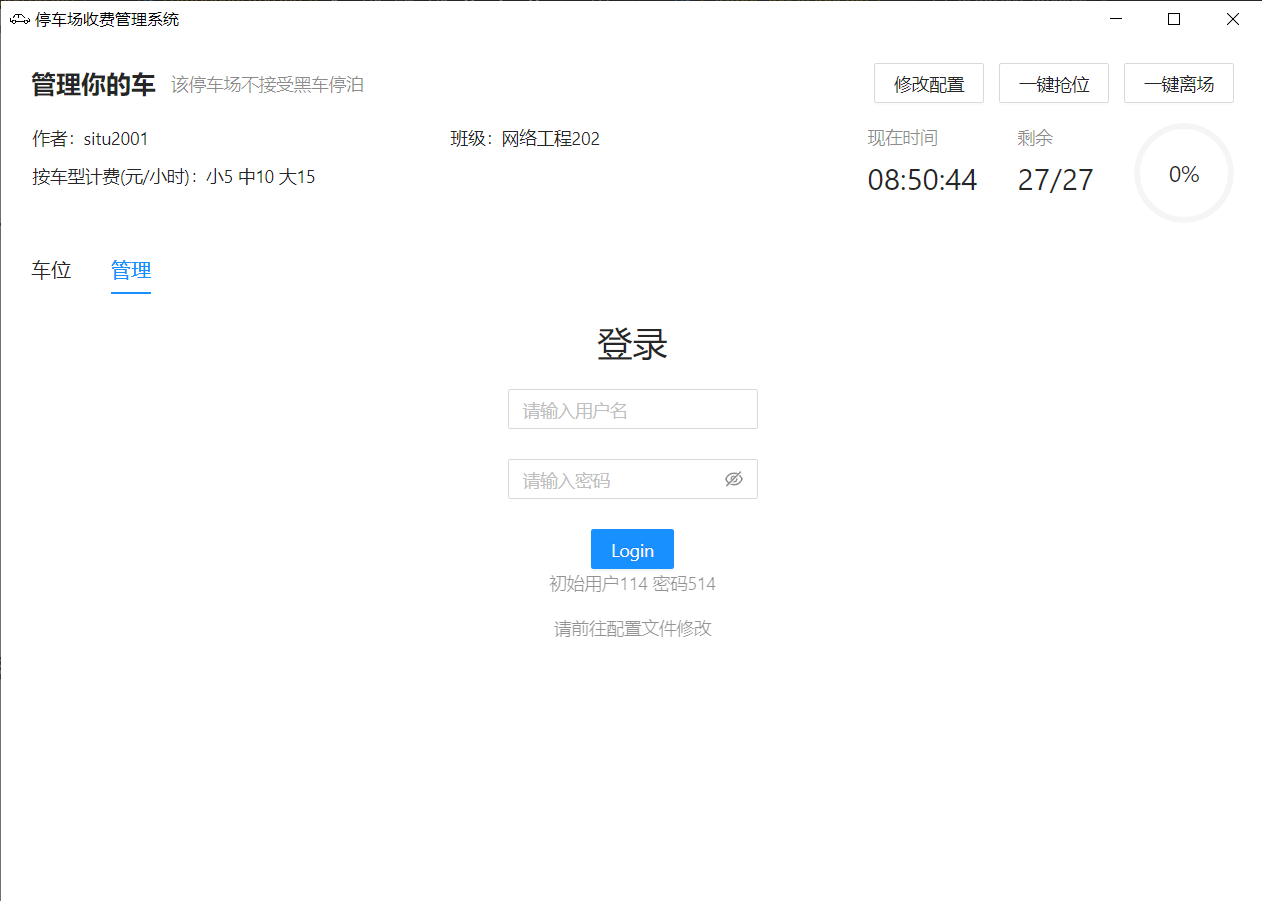 停车场收费管理系统
管理你的车 该停车场不接受黑车停泊 修改配置 一键抢位 一键离场
作者：situ2001 班级：网络工程202 现在时间 剩余
按车型计费(元/小时)：小5 中10 大15 08:50:44 27/27 0%
车位 管理
登录
请输入用户名
请输入密码
Login
初始用户114 密码514
请前往配置文件修改